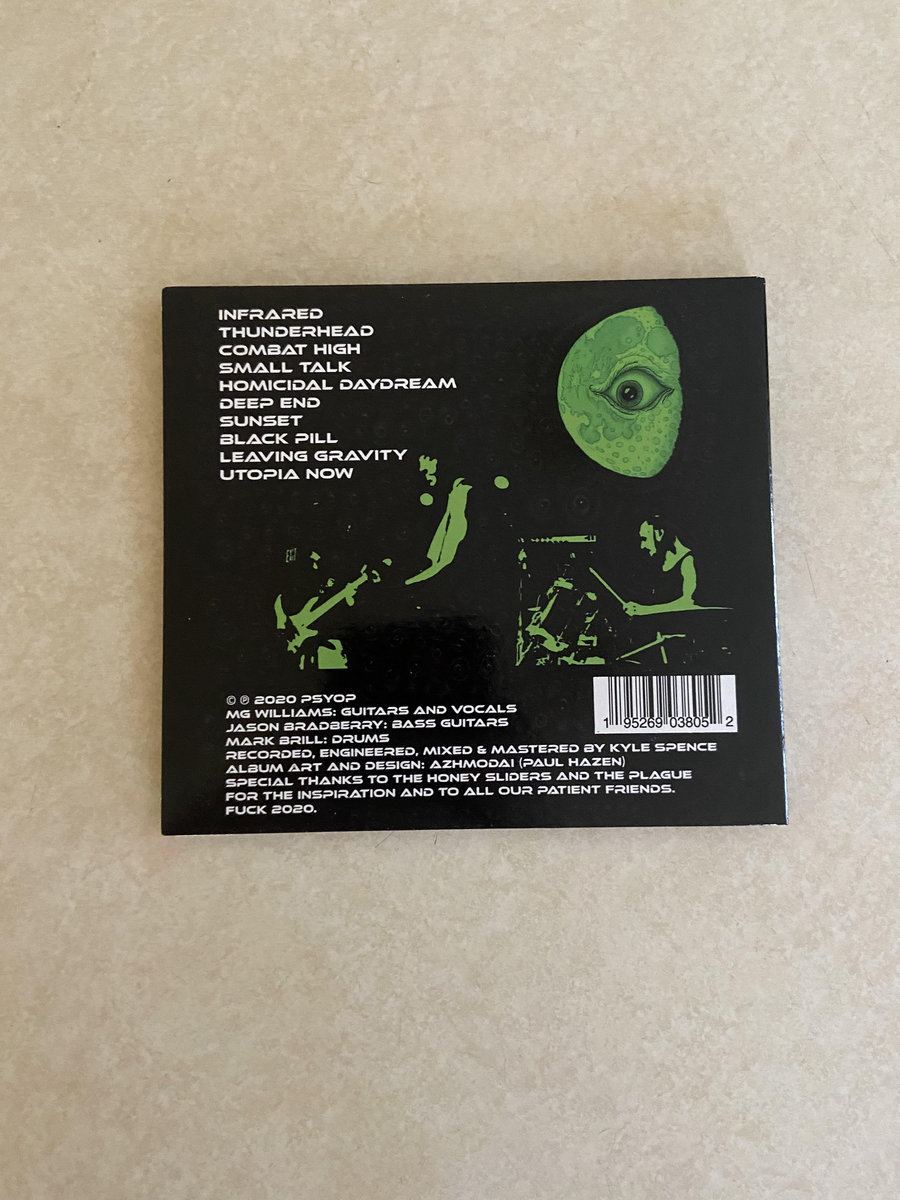 INFRARED
THUNDERHEAD
COMBAT HIGH
SMALL TALK
HOMICIDAL DAYDREAM
DEEP END
SUNSET
BLACK PILL
LEAVING GRAVITY
UTOPIA NOW
1 95269 03805 2
© ℗ 2020 PSYOP
MG WILLIAMS: GUITARS AND VOCALS
JASON BRADBERRY: BASS GUITARS
MARK BRILL: DRUMS
RECORDED, ENGINEERED, MIXED & MASTERED BY KYLE SPENCE
ALBUM ART AND DESIGN: AZHMODAI (PAUL HAZEN)
SPECIAL THANKS TO THE HONEY SLIDERS AND THE PLAGUE
FOR THE INSPIRATION AND TO ALL OUR PATIENT FRIENDS.
FUCK 2020.